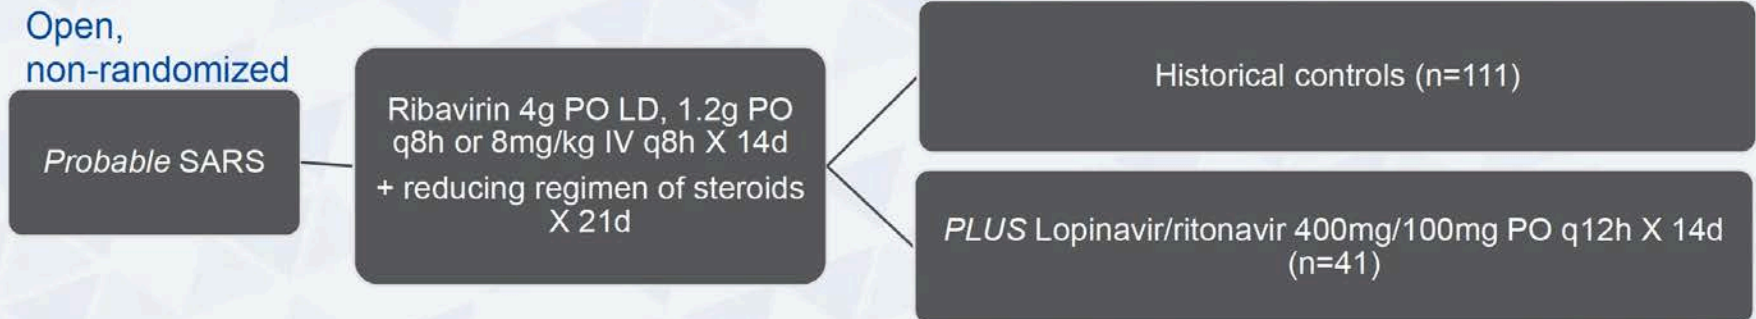 Open,
non-randomized
Probable SARS
Ribavirin 4g PO LD, 1.2g PO
q8h or 8mg/kg IV q8h X 14d
+ reducing regimen of steroids
X 21d
Historical controls (n=111)
PLUS Lopinavir/ritonavir 400mg/100mg PO q12h X 14d
(n=41)